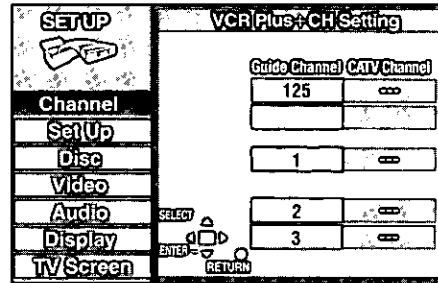 SET UP
VCR Plus+ CH Setting
Guide Channel CATV Channel
125 ---
Channel
Set Up
Disc
1 ---
Video
Audio
SELECT
2 ---
Display
ENTER
3 ---
TV Screen
RETURN